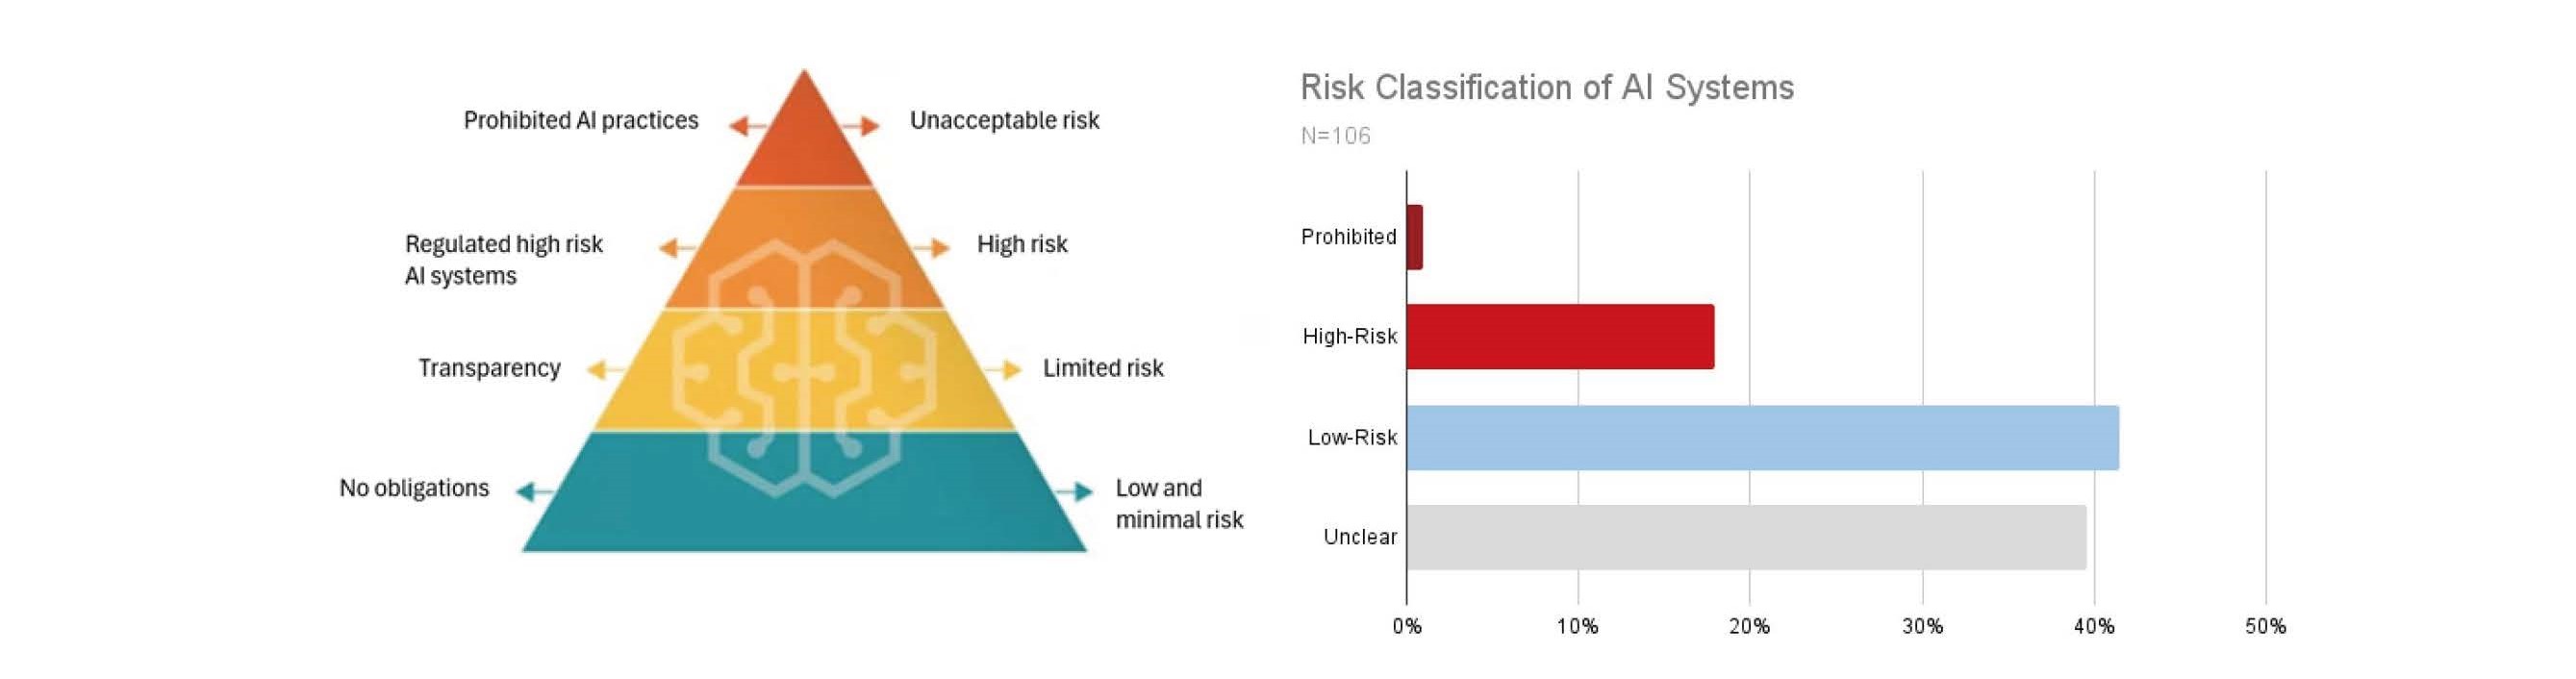 Prohibited AI practices
Unacceptable risk
Regulated high risk
AI systems
High risk
Transparency
Limited risk
No obligations
Low and
minimal risk
Risk Classification of AI Systems
N=106
Prohibited
High-Risk
Low-Risk
Unclear
0% 10% 20% 30% 40% 50%